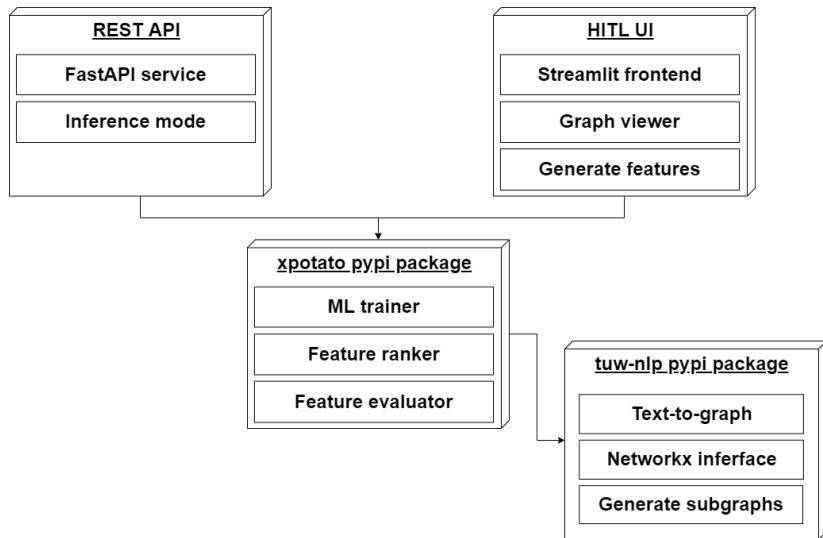 REST API
FastAPI service
Inference mode
HITL UI
Streamlit frontend
Graph viewer
Generate features
xpotato pypi package
ML trainer
Feature ranker
Feature evaluator
tuw-nlp pypi package
Text-to-graph
Networkx inferface
Generate subgraphs